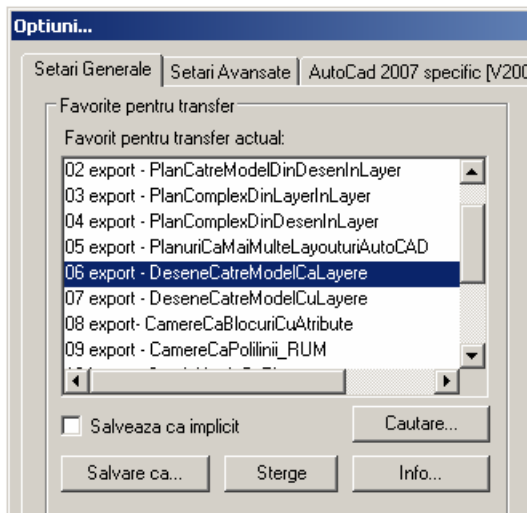 Optiuni...
Setari Generale Setari Avansate AutoCad 2007 specific [V200
Favorite pentru transfer
Favorit pentru transfer actual:
02 export - PlanCatreModelDinDesenInLayer
03 export - PlanComplexDinLayerInLayer
04 export - PlanComplexDinDesenInLayer
05 export - PlanuriCaMaiMulteLayouturiAutoCAD
06 export - DeseneCatreModelCaLayere
07 export - DeseneCatreModelCuLayere
08 export- CamereCaBlocuriCuAtribute
09 export - CamereCaPolilinii_RUM
Salveaza ca implicit Cautare...
Salvare ca... Sterge Info...